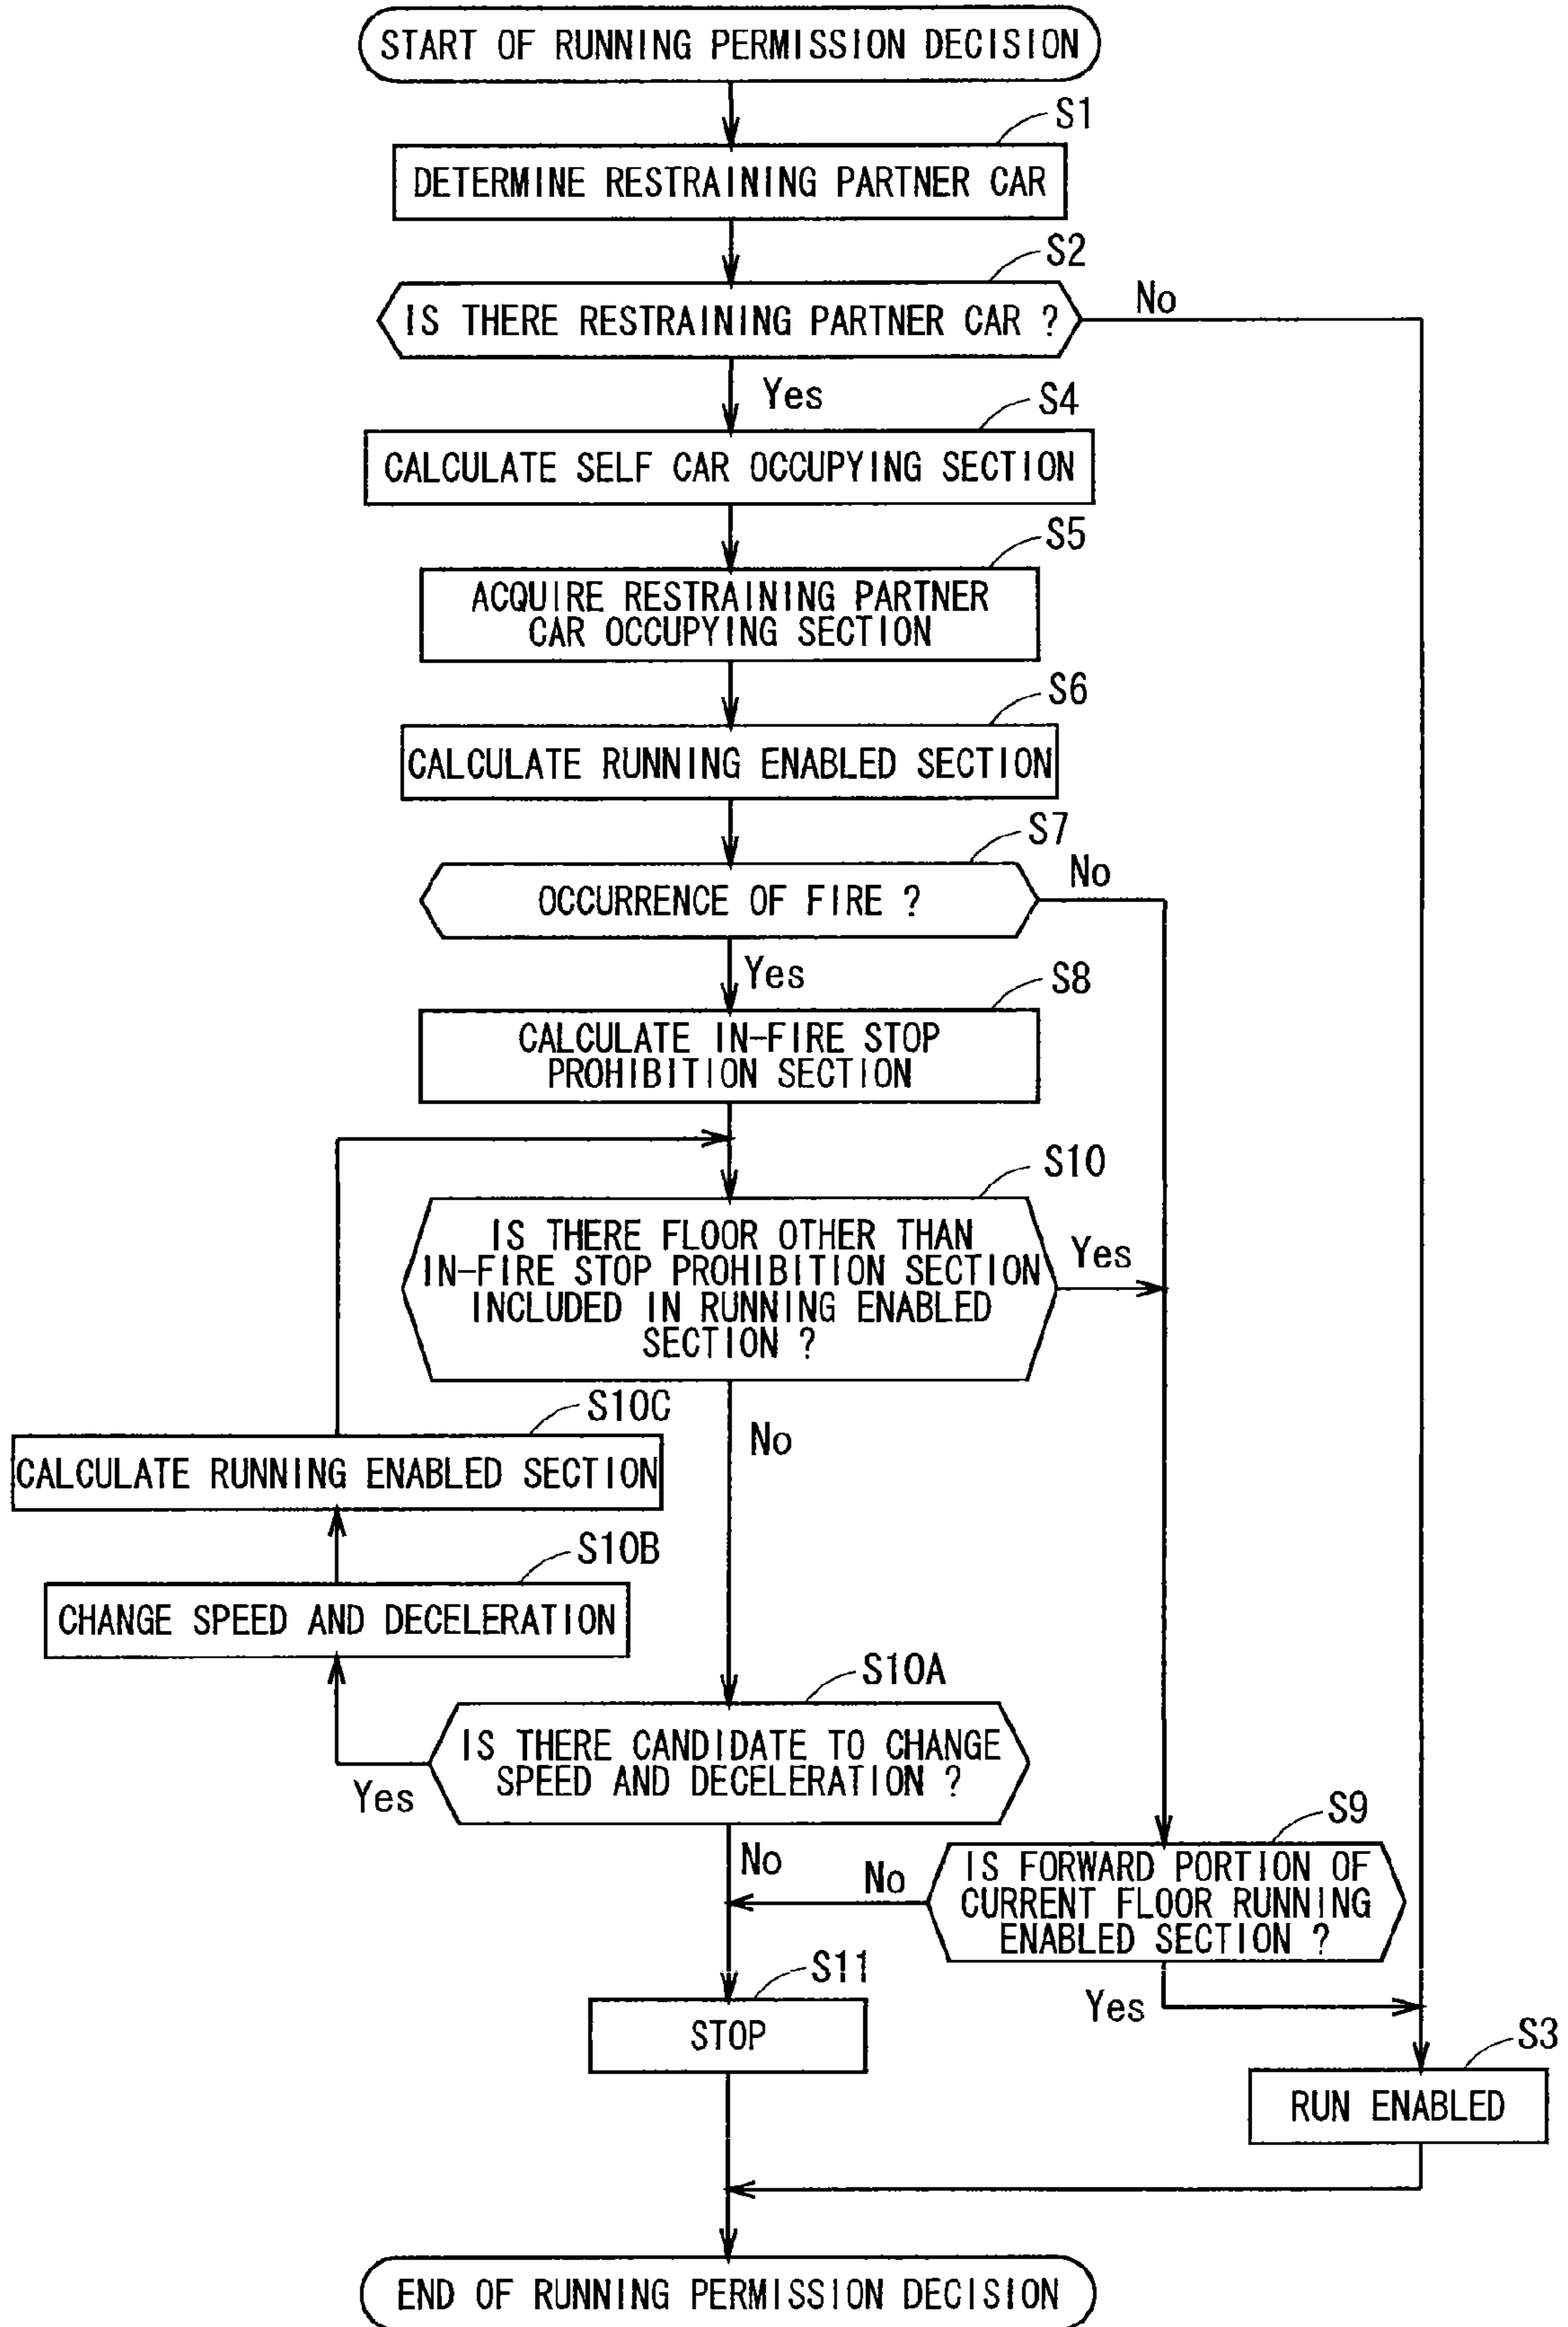 START OF RUNNING PERMISSION DECISION
S1
DETERMINE RESTRAINING PARTNER CAR
S2
IS THERE RESTRAINING PARTNER CAR ?
No
Yes
S4
CALCULATE SELF CAR OCCUPYING SECTION
S5
ACQUIRE RESTRAINING PARTNER
CAR OCCUPYING SECTION
S6
CALCULATE RUNNING ENABLED SECTION
S7
OCCURRENCE OF FIRE ?
No
Yes
S8
CALCULATE IN-FIRE STOP
PROHIBITION SECTION
S10
IS THERE FLOOR OTHER THAN
IN-FIRE STOP PROHIBITION SECTION
INCLUDED IN RUNNING ENABLED
SECTION ?
Yes
No
S10C
CALCULATE RUNNING ENABLED SECTION
S10B
CHANGE SPEED AND DECELERATION
S10A
IS THERE CANDIDATE TO CHANGE
SPEED AND DECELERATION ?
Yes
No
S9
IS FORWARD PORTION OF
CURRENT FLOOR RUNNING
ENABLED SECTION ?
No
Yes
S11
STOP
S3
RUN ENABLED
END OF RUNNING PERMISSION DECISION